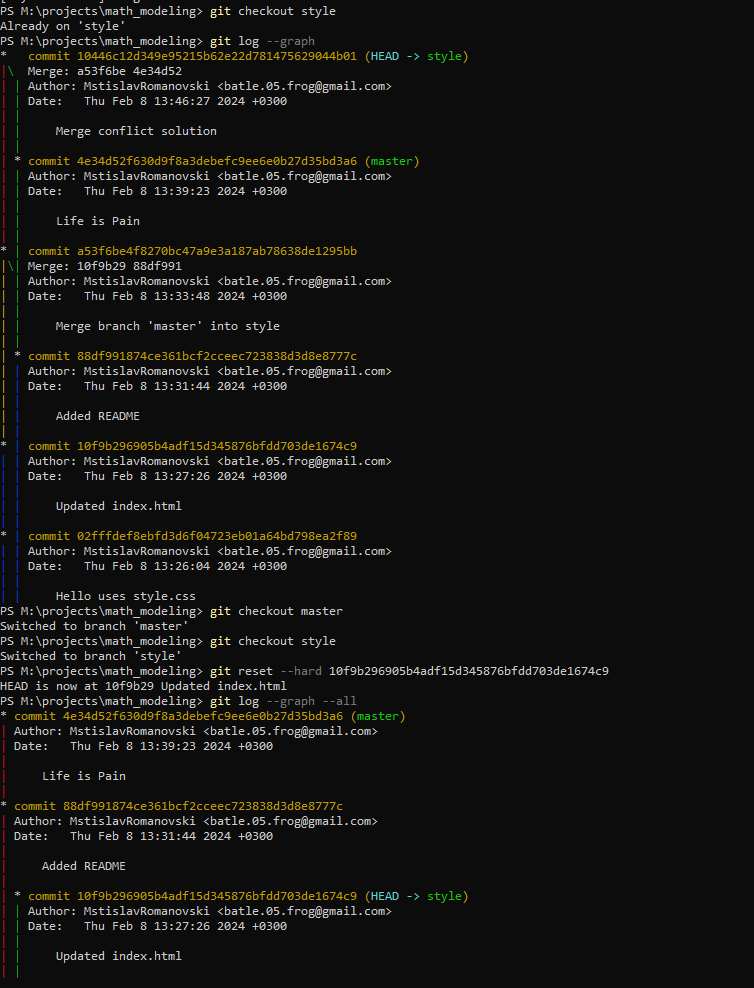 PS M:\projects\math_modeling> git checkout style
Already on 'style'
PS M:\projects\math_modeling> git log --graph
*   commit 10446c12d349e95215b62e22d781475629044b01 (HEAD -> style)
|\  Merge: a53f6be 4e34d52
| | Author: MstislavRomanovski <batle.05.frog@gmail.com>
| | Date:   Thu Feb 8 13:46:27 2024 +0300
| |
| |     Merge conflict solution
| |
| * commit 4e34d52f630d9f8a3debefc9ee6e0b27d35bd3a6 (master)
| | Author: MstislavRomanovski <batle.05.frog@gmail.com>
| | Date:   Thu Feb 8 13:39:23 2024 +0300
| |
| |     Life is Pain
| |
* | commit a53f6be4f8270bc47a9e3a187ab78638de1295bb
|\| Merge: 10f9b29 88df991
| | Author: MstislavRomanovski <batle.05.frog@gmail.com>
| | Date:   Thu Feb 8 13:33:48 2024 +0300
| |
| |     Merge branch 'master' into style
| |
| * commit 88df991874ce361bcf2cceec723838d3d8e8777c
| | Author: MstislavRomanovski <batle.05.frog@gmail.com>
| | Date:   Thu Feb 8 13:31:44 2024 +0300
| |
| |     Added README
| |
* | commit 10f9b296905b4adf15d345876bfdd703de1674c9
| | Author: MstislavRomanovski <batle.05.frog@gmail.com>
| | Date:   Thu Feb 8 13:27:26 2024 +0300
| |
| |     Updated index.html
| |
* | commit 02fffdef8ebfd3d6f04723eb01a64bd798ea2f89
| | Author: MstislavRomanovski <batle.05.frog@gmail.com>
| | Date:   Thu Feb 8 13:26:04 2024 +0300
| |
| |     Hello uses style.css
PS M:\projects\math_modeling> git checkout master
Switched to branch 'master'
PS M:\projects\math_modeling> git checkout style
Switched to branch 'style'
PS M:\projects\math_modeling> git reset --hard 10f9b296905b4adf15d345876bfdd703de1674c9
HEAD is now at 10f9b29 Updated index.html
PS M:\projects\math_modeling> git log --graph --all
* commit 4e34d52f630d9f8a3debefc9ee6e0b27d35bd3a6 (master)
| Author: MstislavRomanovski <batle.05.frog@gmail.com>
| Date:   Thu Feb 8 13:39:23 2024 +0300
|
|     Life is Pain
|
* commit 88df991874ce361bcf2cceec723838d3d8e8777c
| Author: MstislavRomanovski <batle.05.frog@gmail.com>
| Date:   Thu Feb 8 13:31:44 2024 +0300
|
|     Added README
|
| * commit 10f9b296905b4adf15d345876bfdd703de1674c9 (HEAD -> style)
| | Author: MstislavRomanovski <batle.05.frog@gmail.com>
| | Date:   Thu Feb 8 13:27:26 2024 +0300
| |
| |     Updated index.html
| |